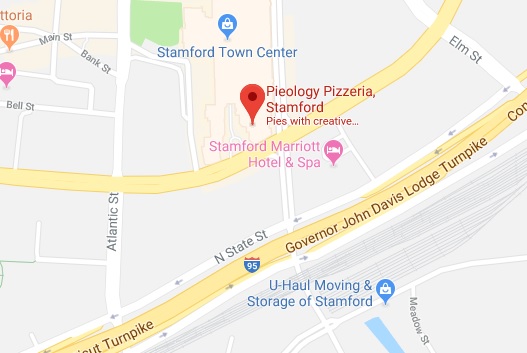 ttoria
Main St
Bank St
Bell St
Stamford Town Center
Elm St
Pieology Pizzeria,
Stamford
Pies with creative...
Stamford Marriott
Hotel & Spa
Atlantic St
N State St
Governor John Davis Lodge Turnpike
Con
95
U-Haul Moving &
Storage of Stamford
Meadow St
icut Turnpike